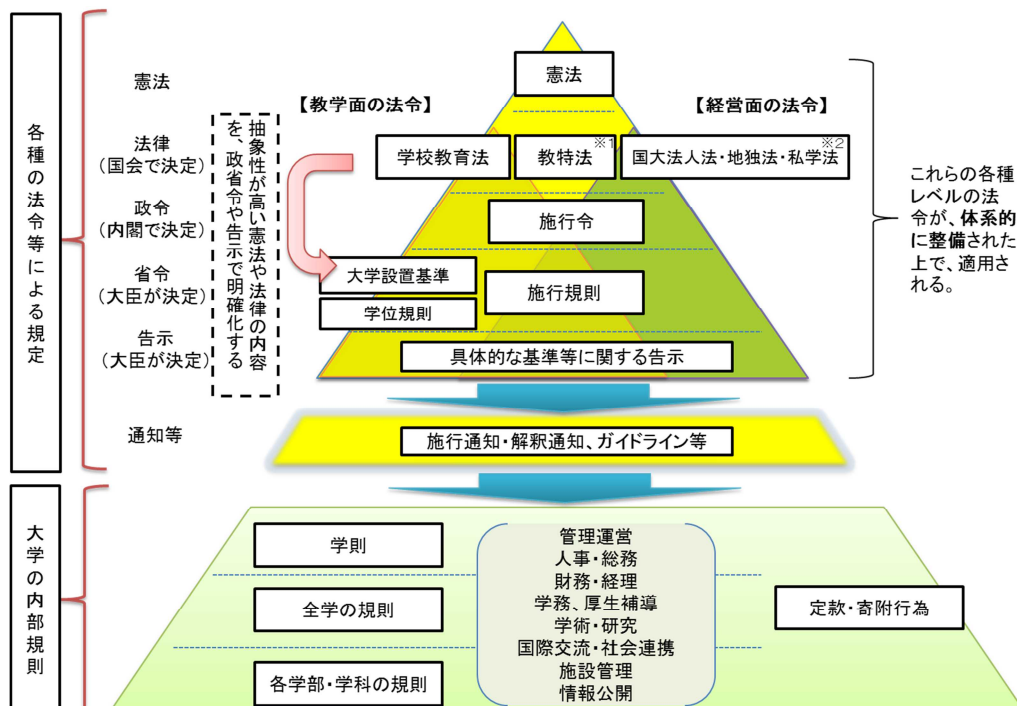 各種の法令等による規定
憲法
法律
(国会で決定)
政令
(内閣で決定)
省令
(大臣が決定)
告示
(大臣が決定)
通知等
抽象性が高い憲法や法律の内容
を、政省令や告示で明確化する
【教学面の法令】
【経営面の法令】
憲法
学校教育法
教特法※1
国大法人法・地独法・私学法※2
施行令
大学設置基準
学位規則
施行規則
具体的な基準等に関する告示
これらの各種
レベルの法
令が、体系的
に整備された
上で、適用さ
れる。
施行通知・解釈通知、ガイドライン等
大学の内部規則
学則
全学の規則
各学部・学科の規則
管理運営
人事・総務
財務・経理
学務、厚生補導
学術・研究
国際交流・社会連携
施設管理
情報公開
定款・寄附行為